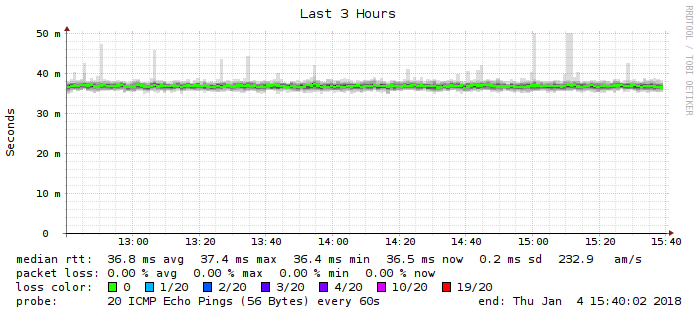 Last 3 Hours
RRDTOOL / TOBI OETIKER
Seconds
50 m
40 m
30 m
20 m
10 m
0
13:00 13:20 13:40 14:00 14:20 14:40 15:00 15:20 15:40
median rtt: 36.8 ms avg 37.4 ms max 36.4 ms min 36.5 ms now 0.2 ms sd 232.9 am/s
packet loss: 0.00 % avg 0.00 % max 0.00 % min 0.00 % now
loss color: 0 1/20 2/20 3/20 4/20 10/20 19/20
probe: 20 ICMP Echo Pings (56 Bytes) every 60s end: Thu Jan 4 15:40:02 2018